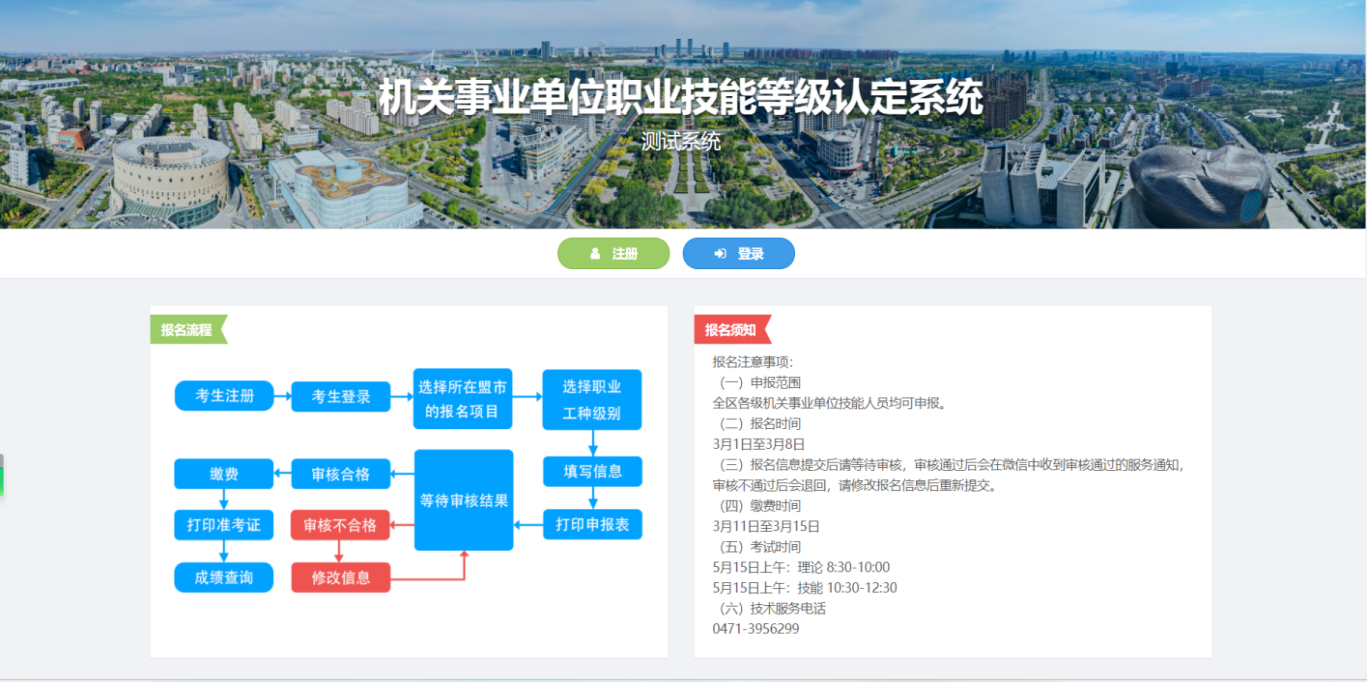 机关事业单位职业技能等级认定系统
测试系统
注册
登录
报名流程
考生注册
考生登录
选择所在盟市
的报名项目
选择职业
工种级别
填写信息
打印申报表
等待审核结果
审核合格
缴费
打印准考证
成绩查询
审核不合格
修改信息
报名须知
报名注意事项：
（一）申报范围
全区各级机关事业单位技能人员均可申报。
（二）报名时间
3月1日至3月8日
（三）报名信息提交后请等待审核，审核通过后会在微信中收到审核通过的服务通知，
审核不通过后会退回，请修改报名信息后重新提交。
（四）缴费时间
3月11日至3月15日
（五）考试时间
5月15日上午：理论 8:30-10:00
5月15日上午：技能 10:30-12:30
（六）技术服务电话
0471-3956299